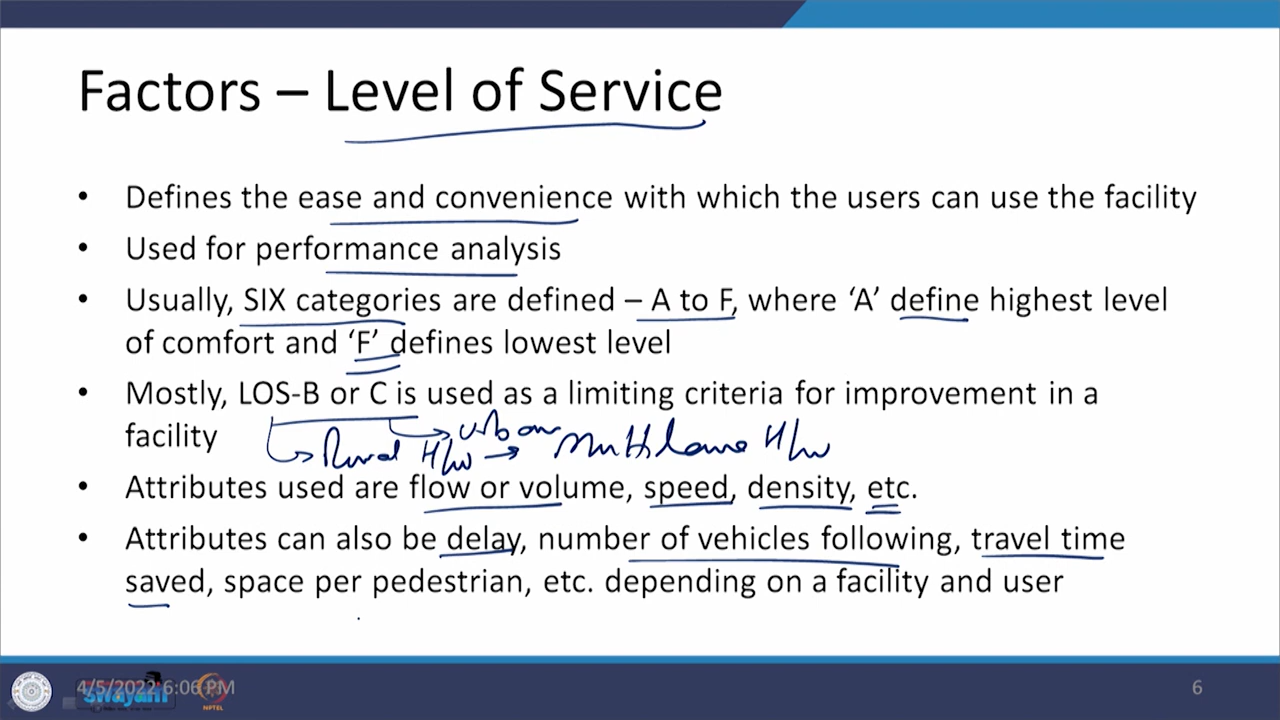 Factors – Level of Service
• Defines the ease and convenience with which the users can use the facility
• Used for performance analysis
• Usually, SIX categories are defined – A to F, where ‘A’ define highest level
of comfort and ‘F’ defines lowest level
• Mostly, LOS-B or C is used as a limiting criteria for improvement in a
facility
urban
Rural H/w → Multilane H/w
• Attributes used are flow or volume, speed, density, etc.
• Attributes can also be delay, number of vehicles following, travel time
saved, space per pedestrian, etc. depending on a facility and user
4/5/2022 6:06 PM
swayam
NPTEL
6